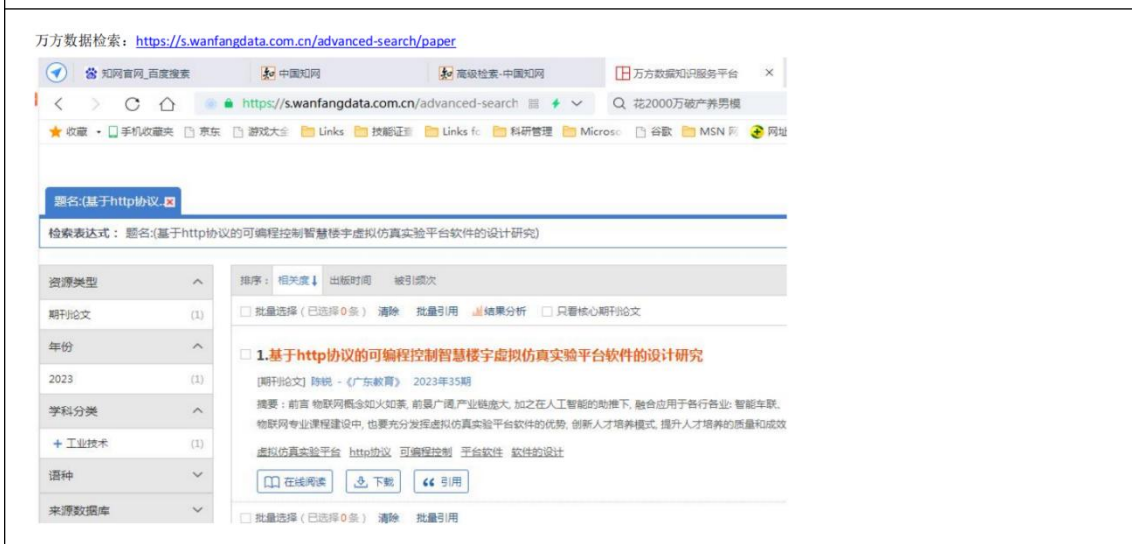 万方数据检索：https://s.wanfangdata.com.cn/advanced-search/paper
知网官网_百度搜索 中国知网 高级检索-中国知网 万方数据知识服务平台 ×
https://s.wanfangdata.com.cn/advanced-search 花2000万破产养男模
收藏 手机收藏夹 京东 游戏大全 Links 技能证 Links fc 科研管理 Micros 谷歌 MSN 网址
题名:(基于http协议...
检索表达式： 题名:(基于http协议的可编程控制智慧楼宇虚拟仿真实验平台软件的设计研究)
资源类型
期刊论文 (1)
年份
2023 (1)
学科分类
+ 工业技术 (1)
语种
来源数据库
排序： 相关度↓ 出版时间 被引频次
批量选择 (已选择0条) 清除 批量引用 结果分析 只看核心期刊论文
1.基于http协议的可编程控制智慧楼宇虚拟仿真实验平台软件的设计研究
[期刊论文] 陈锐 - 《广东教育》 2023年35期
摘要：前言 物联网概念如火如荼, 前景广阔,产业链庞大, 加之在人工智能的助推下, 融合应用于各行各业: 智能车联,
物联网专业课程建设中, 也要充分发挥虚拟仿真实验平台软件的优势, 创新人才培养模式, 提升人才培养的质量和成效
虚拟仿真实验平台 http协议 可编程控制 平台软件 软件的设计
在线阅读 下载 引用
批量选择 (已选择0条) 清除 批量引用